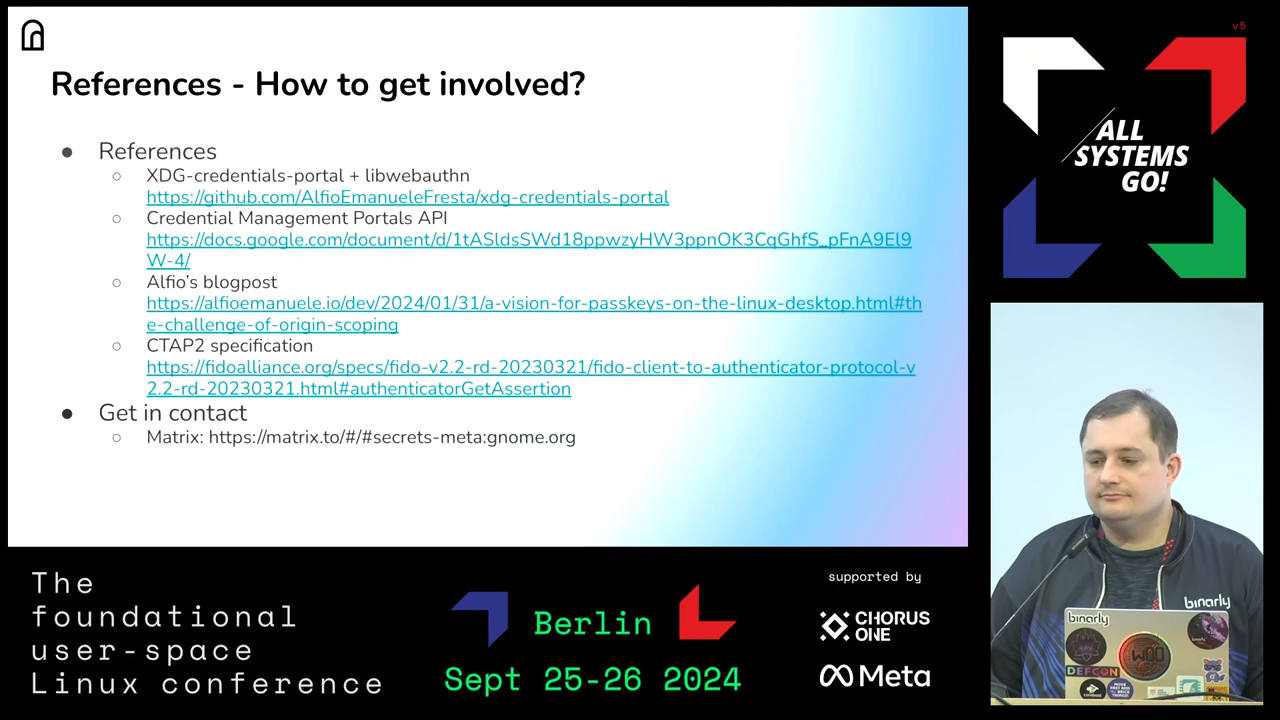 References - How to get involved?
● References
○ XDG-credentials-portal + libwebauthn
https://github.com/AlfioEmanueleFresta/xdg-credentials-portal
○ Credential Management Portals API
https://docs.google.com/document/d/1tASldsSWd18ppwzyHW3ppnOK3CqGhfS_pFnA9El9
W-4/
○ Alfio’s blogpost
https://alfioemanuele.io/dev/2024/01/31/a-vision-for-passkeys-on-the-linux-desktop.html#th
e-challenge-of-origin-scoping
○ CTAP2 specification
https://fidoalliance.org/specs/fido-v2.2-rd-20230321/fido-client-to-authenticator-protocol-v
2.2-rd-20230321.html#authenticatorGetAssertion
● Get in contact
○ Matrix: https://matrix.to/#/#secrets-meta:gnome.org
v5
ALL
SYSTEMS
GO!
The
foundational
user-space
Linux conference
Berlin
Sept 25-26 2024
supported by
CHORUS
ONE
Meta
binarly
binarly
DEFCON